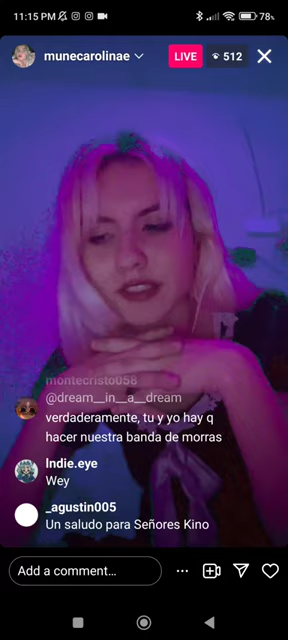 11:15 PM
78%
munecarolinae
LIVE
512
montecristo058
@dream__in__a__dream
verdaderamente, tu y yo hay q
hacer nuestra banda de morras
Indie.eye
Wey
_agustin005
Un saludo para Señores Kino
Add a comment...